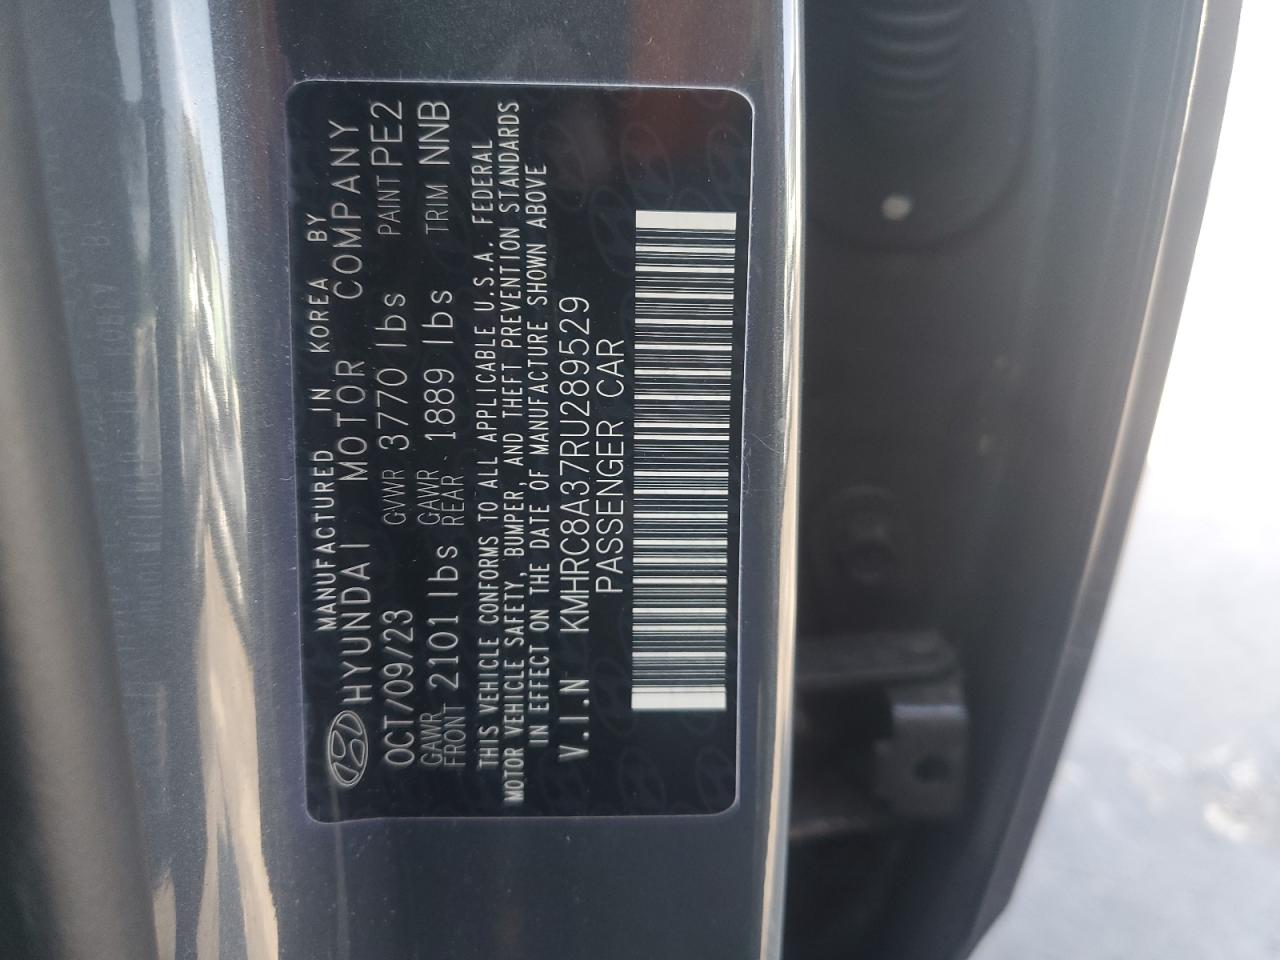 MANUFACTURED IN KOREA BY
HYUNDAI MOTOR COMPANY
OCT/09/23 GVWR 3770 lbs PAINT PE2
GAWR FRONT 2101 lbs GAWR REAR 1889 lbs TRIM NNB
THIS VEHICLE CONFORMS TO ALL APPLICABLE U.S.A. FEDERAL
MOTOR VEHICLE SAFETY, BUMPER, AND THEFT PREVENTION STANDARDS
IN EFFECT ON THE DATE OF MANUFACTURE SHOWN ABOVE
V.I.N KMHRC8A37RU289529
PASSENGER CAR